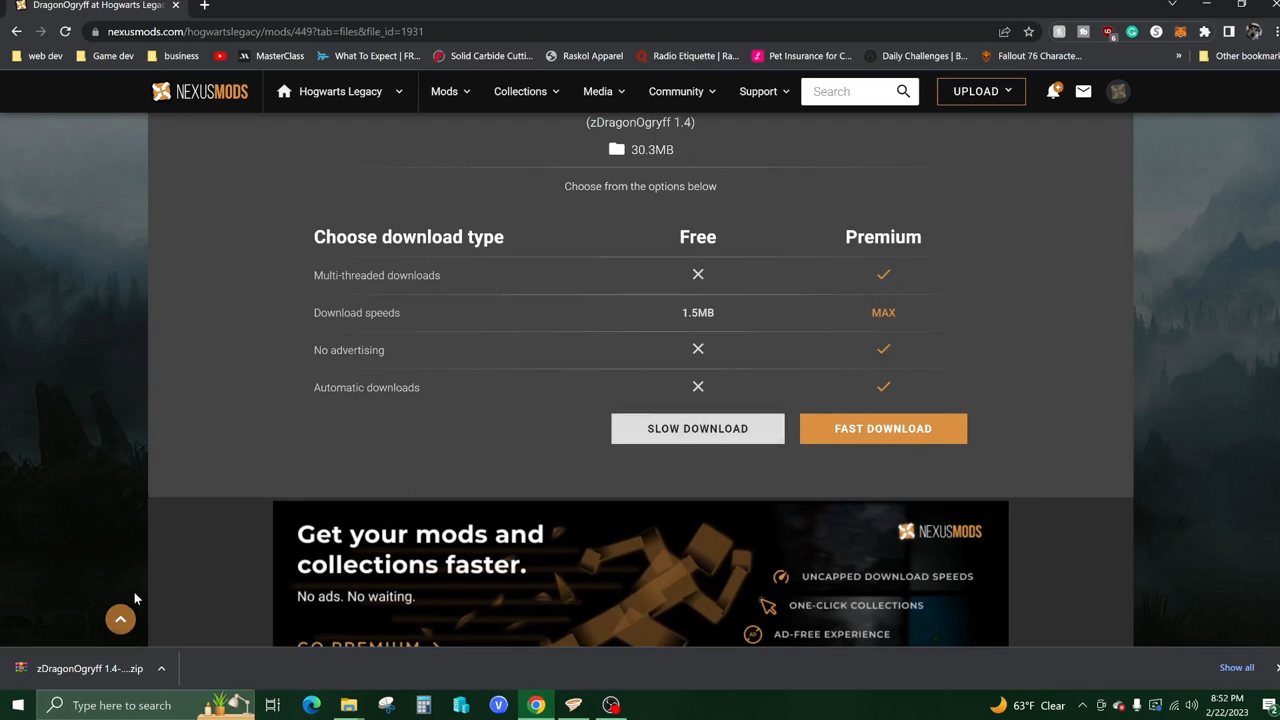 DragonOgryff at Hogwarts Legac
nexusmods.com/hogwartslegacy/mods/449?tab=files&file_id=1931
web dev
Game dev
business
MasterClass
What To Expect | FR...
Solid Carbide Cutti...
Raskol Apparel
Radio Etiquette | Ra...
Pet Insurance for C...
Daily Challenges | B...
Fallout 76 Characte...
Other bookmar
NEXUSMODS
Hogwarts Legacy
Mods
Collections
Media
Community
Support
Search
UPLOAD
(zDragonOgryff 1.4)
30.3MB
Choose from the options below
Choose download type Free Premium
Multi-threaded downloads
Download speeds 1.5MB MAX
No advertising
Automatic downloads
SLOW DOWNLOAD FAST DOWNLOAD
Get your mods and
collections faster.
No ads. No waiting.
GO PREMIUM
NEXUSMODS
UNCAPPED DOWNLOAD SPEEDS
ONE-CLICK COLLECTIONS
AD-FREE EXPERIENCE
zDragonOgryff 1.4-....zip
Show all
Type here to search
63°F Clear
8:52 PM
2/22/2023